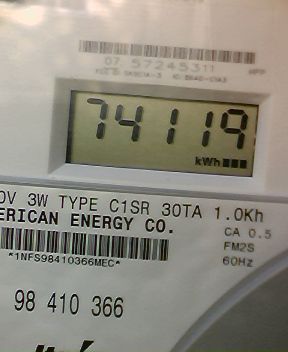 07 57245311
74119
kWh
0V 3W TYPE C1SR 30TA 1.0Kh
ERICAN ENERGY CO.
CA 0.5
FM2S
*1NFS98410366MEC*
60Hz
98 410 366